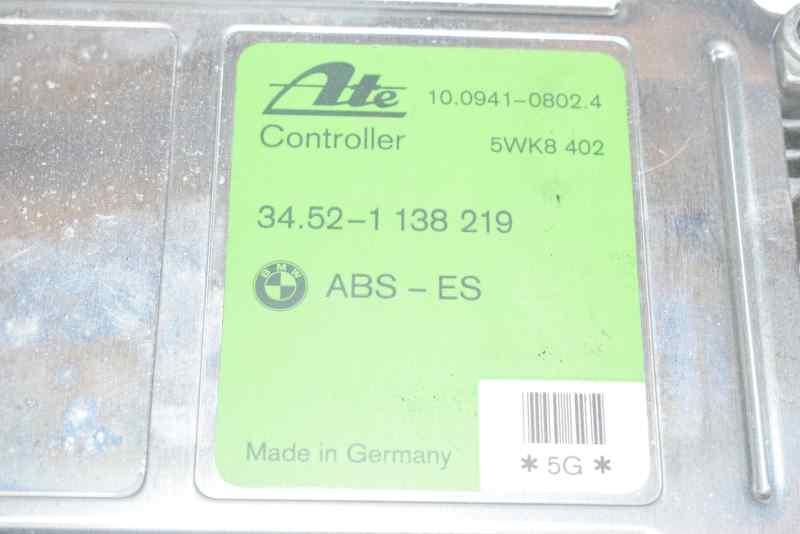 Ate
10.0941-0802.4
Controller
5WK8 402
34.52-1 138 219
BMW
ABS - ES
Made in Germany
* 5G *